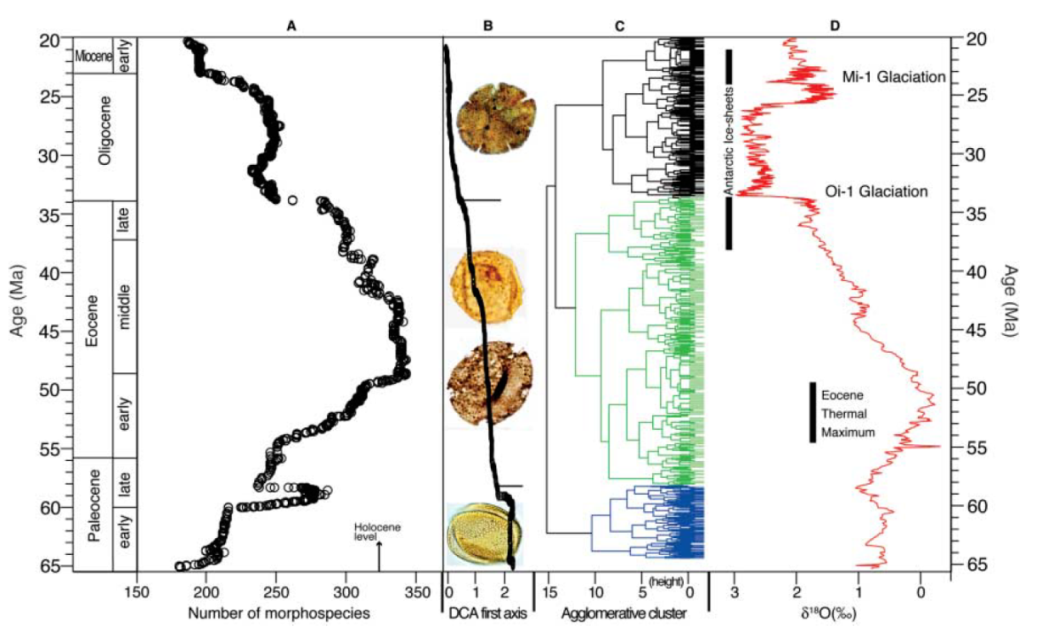 A
B
C
D
20
25
30
35
40
45
50
55
60
65
Age (Ma)
Miocene
early
Oligocene
Eocene
late
middle
early
Paleocene
late
early
Holocene
level
150
200
250
300
350
Number of morphospecies
0
1
2
DCA first axis
15
10
5
0
(height)
Agglomerative cluster
Antarctic Ice-sheets
Mi-1 Glaciation
Oi-1 Glaciation
Eocene
Thermal
Maximum
3
2
1
0
δ¹⁸O(‰)
20
25
30
35
40
45
50
55
60
65
Age (Ma)